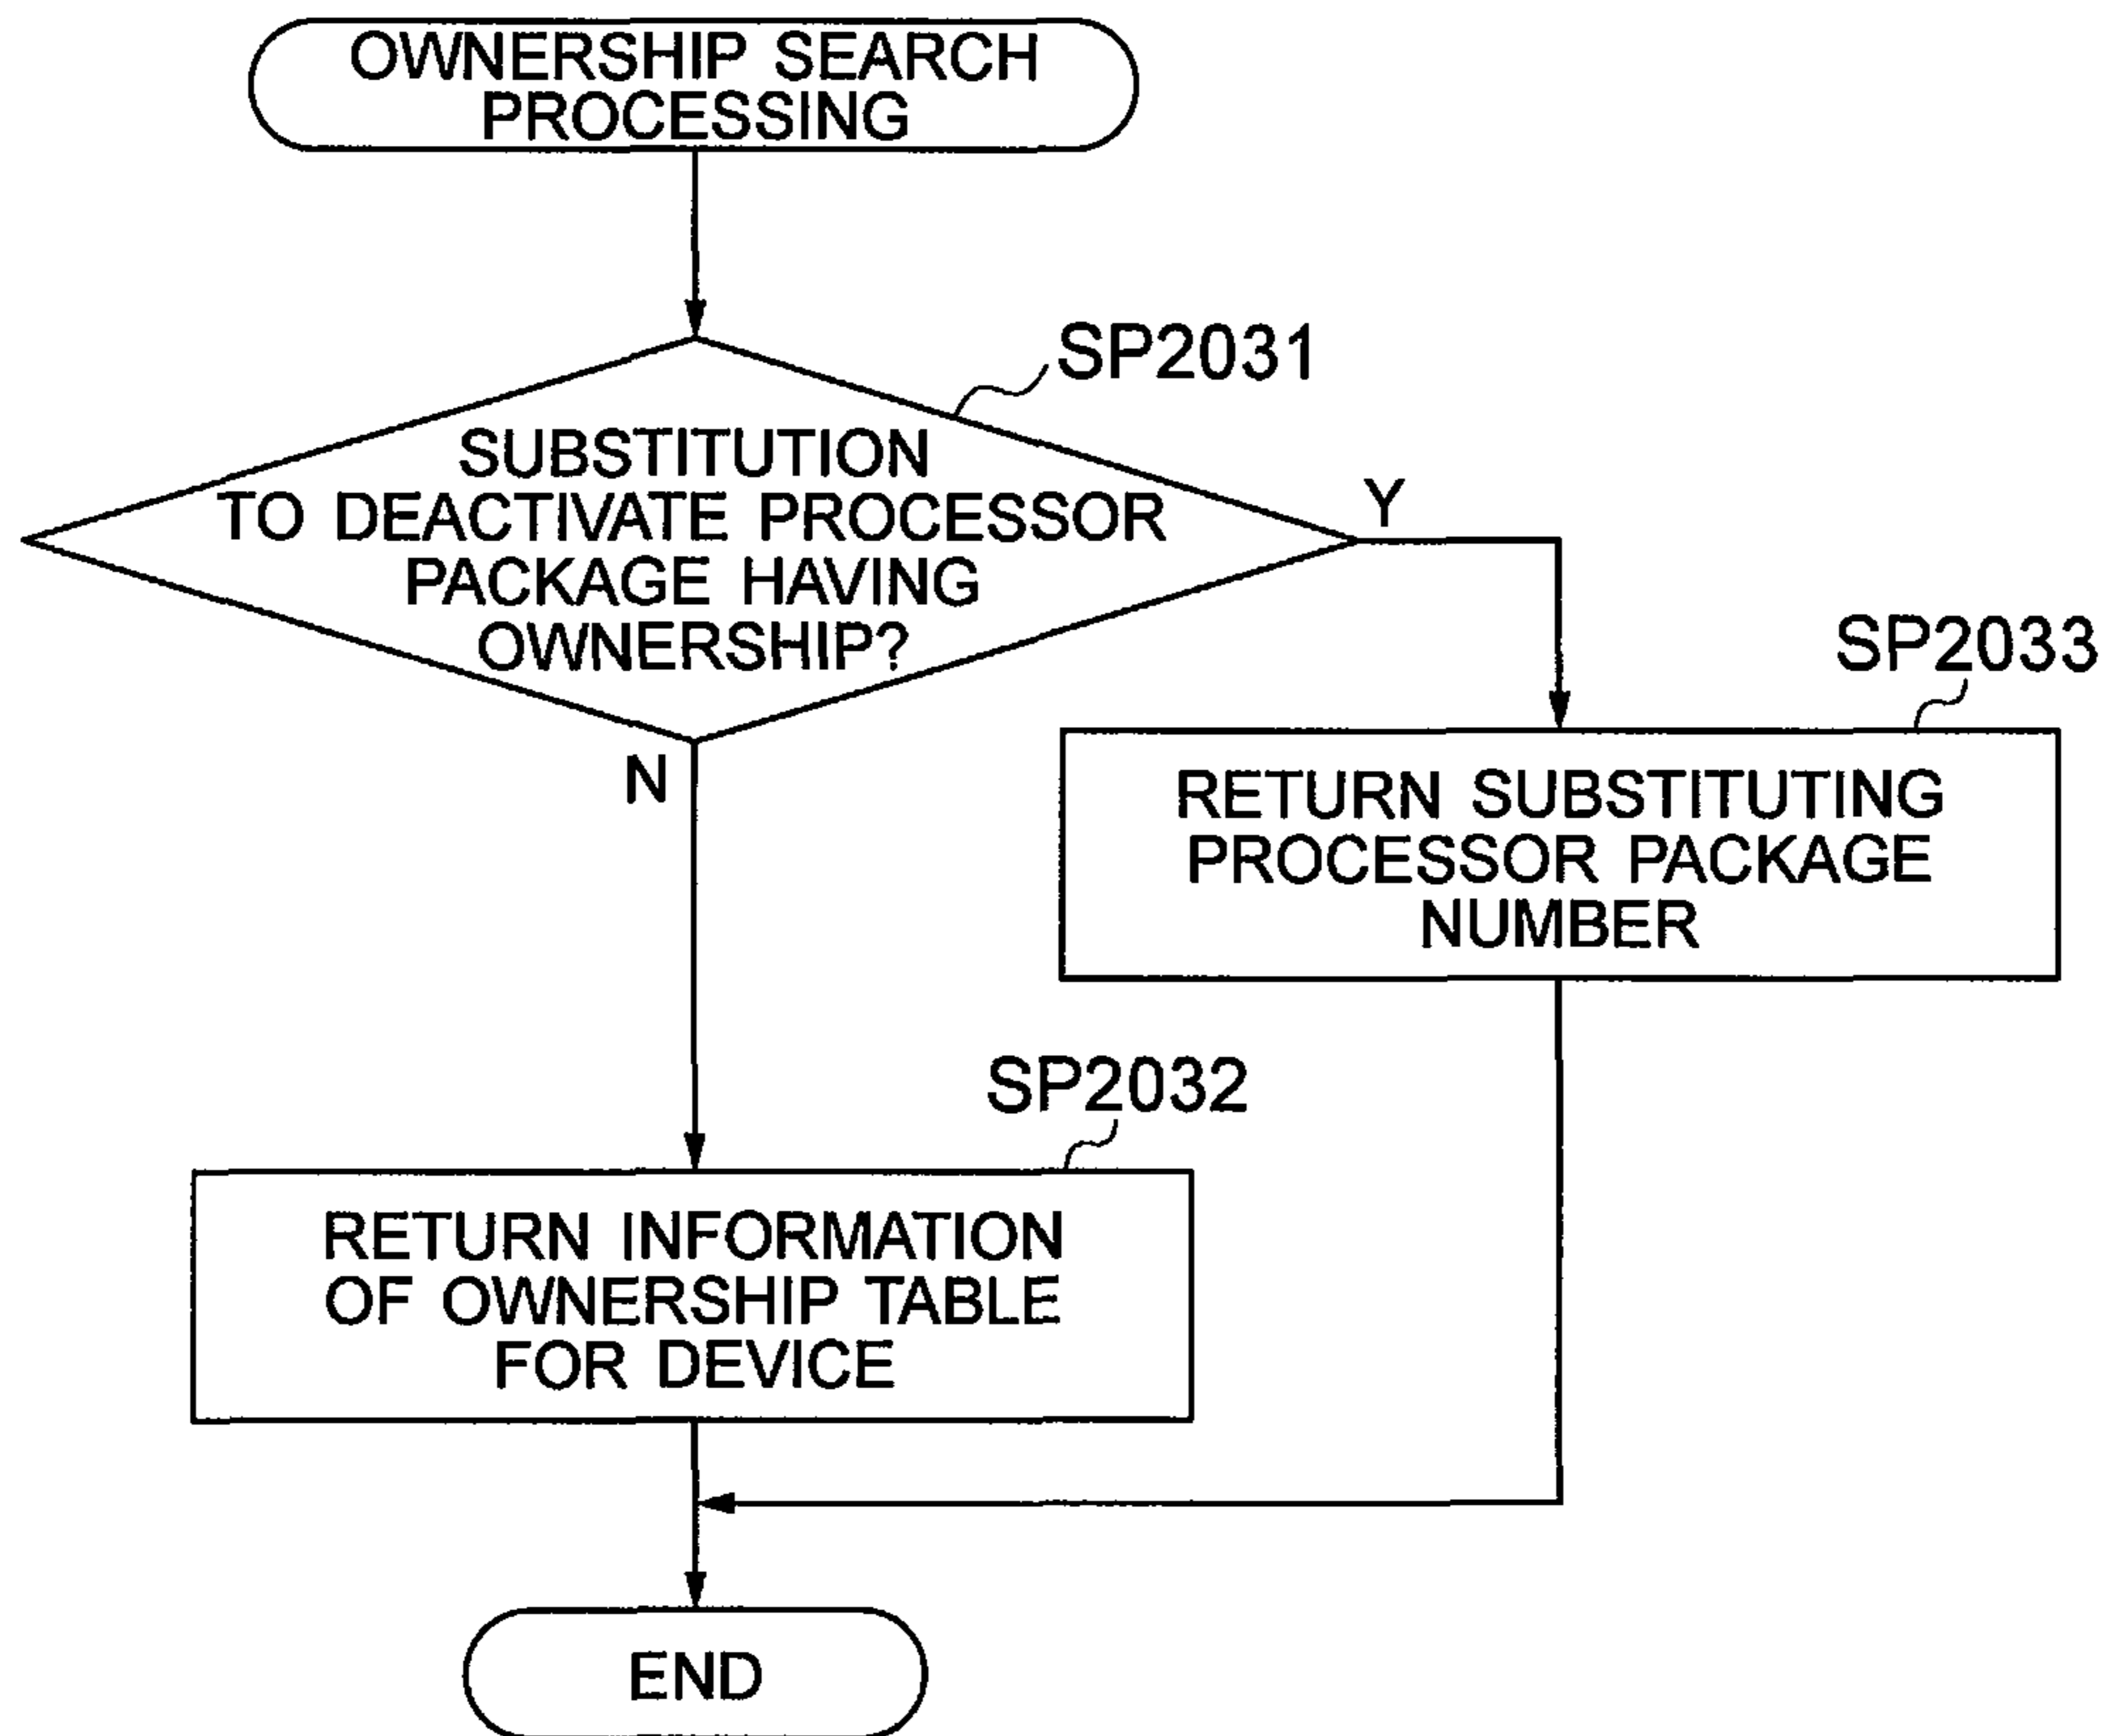 OWNERSHIP SEARCH
PROCESSING
SP2031
SUBSTITUTION
TO DEACTIVATE PROCESSOR
PACKAGE HAVING
OWNERSHIP?
Y
N
SP2033
RETURN SUBSTITUTING
PROCESSOR PACKAGE
NUMBER
SP2032
RETURN INFORMATION
OF OWNERSHIP TABLE
FOR DEVICE
END